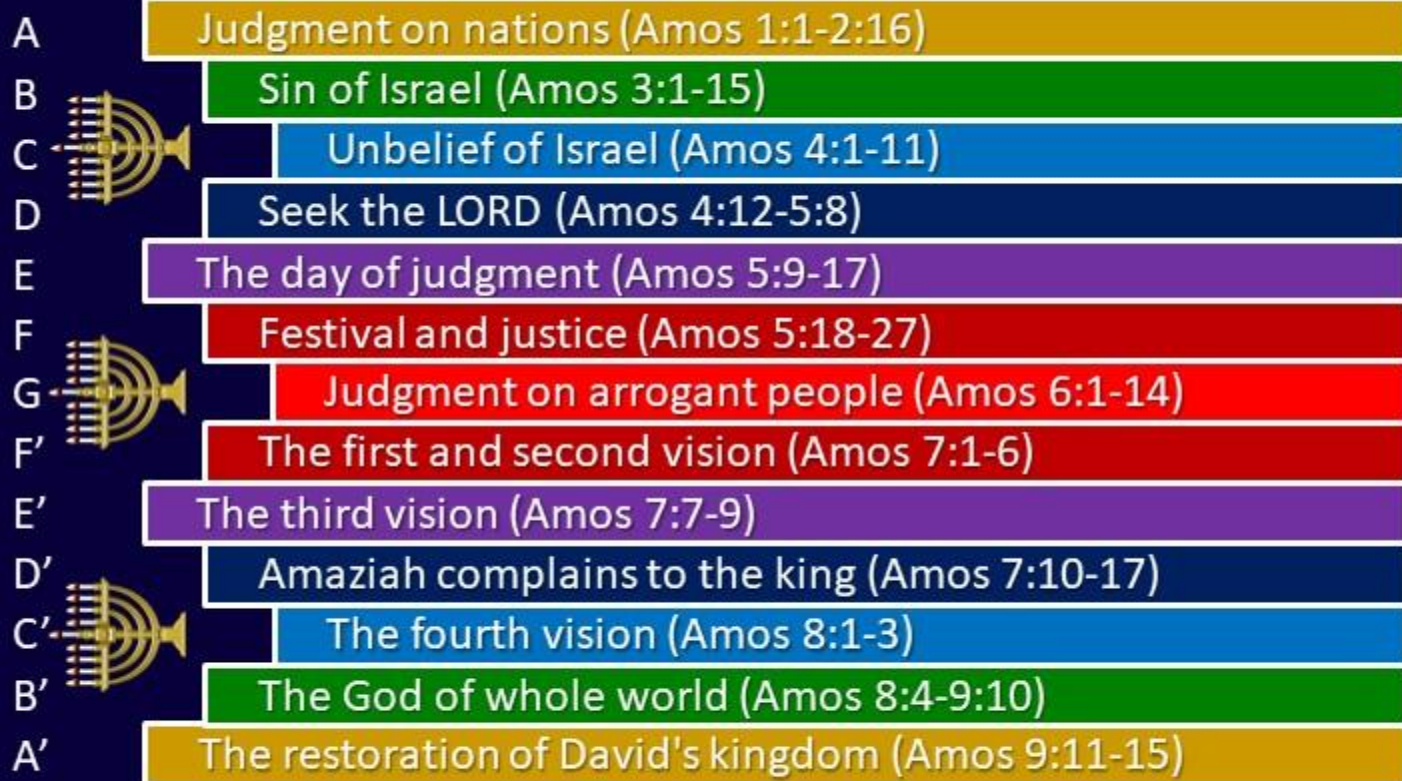 A Judgment on nations (Amos 1:1-2:16)
B Sin of Israel (Amos 3:1-15)
C Unbelief of Israel (Amos 4:1-11)
D Seek the LORD (Amos 4:12-5:8)
E The day of judgment (Amos 5:9-17)
F Festival and justice (Amos 5:18-27)
G Judgment on arrogant people (Amos 6:1-14)
F’ The first and second vision (Amos 7:1-6)
E’ The third vision (Amos 7:7-9)
D’ Amaziah complains to the king (Amos 7:10-17)
C’ The fourth vision (Amos 8:1-3)
B’ The God of whole world (Amos 8:4-9:10)
A’ The restoration of David's kingdom (Amos 9:11-15)